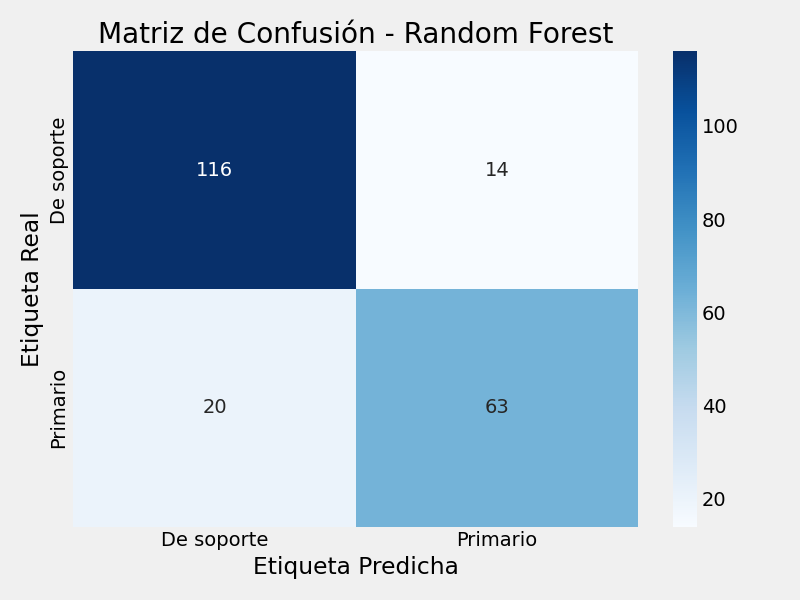 Matriz de Confusión - Random Forest
Etiqueta Real
De soporte
116
14
Primario
20
63
De soporte
Primario
Etiqueta Predicha
100
80
60
40
20